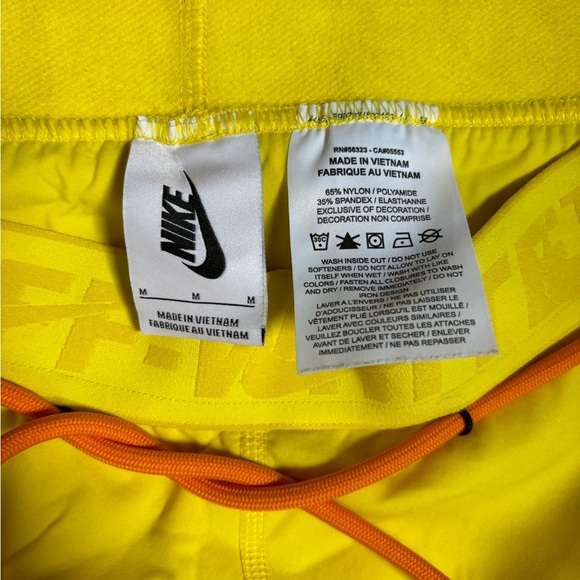 NIKE
M M M
MADE IN VIETNAM
FABRIQUE AU VIETNAM
RN#56323 - CA#05553
MADE IN VIETNAM
FABRIQUE AU VIETNAM
65% NYLON / POLYAMIDE
35% SPANDEX / ELASTHANNE
EXCLUSIVE OF DECORATION /
DECORATION NON COMPRISE
30C
WASH INSIDE OUT / DO NOT USE
SOFTENERS / DO NOT ALLOW TO LAY ON
ITSELF WHEN WET / WASH WITH LIKE
COLORS / FASTEN ALL CLOSURES TO WASH
AND DRY / REMOVE IMMEDIATELY / DO NOT
IRON DESIGN
LAVER A L'ENVERS / NE PAS UTILISER
D'ADOUCISSEUR / NE PAS LAISSER LE
VÊTEMENT PLIÉ LORSQU'IL EST MOUILLÉ /
LAVER AVEC COULEURS SIMILAIRES /
VEUILLEZ BOUCLER TOUTES LES ATTACHES
AVANT DE LAVER ET SECHER / ENLEVER
IMMEDIATEMENT / NE PAS REPASSER